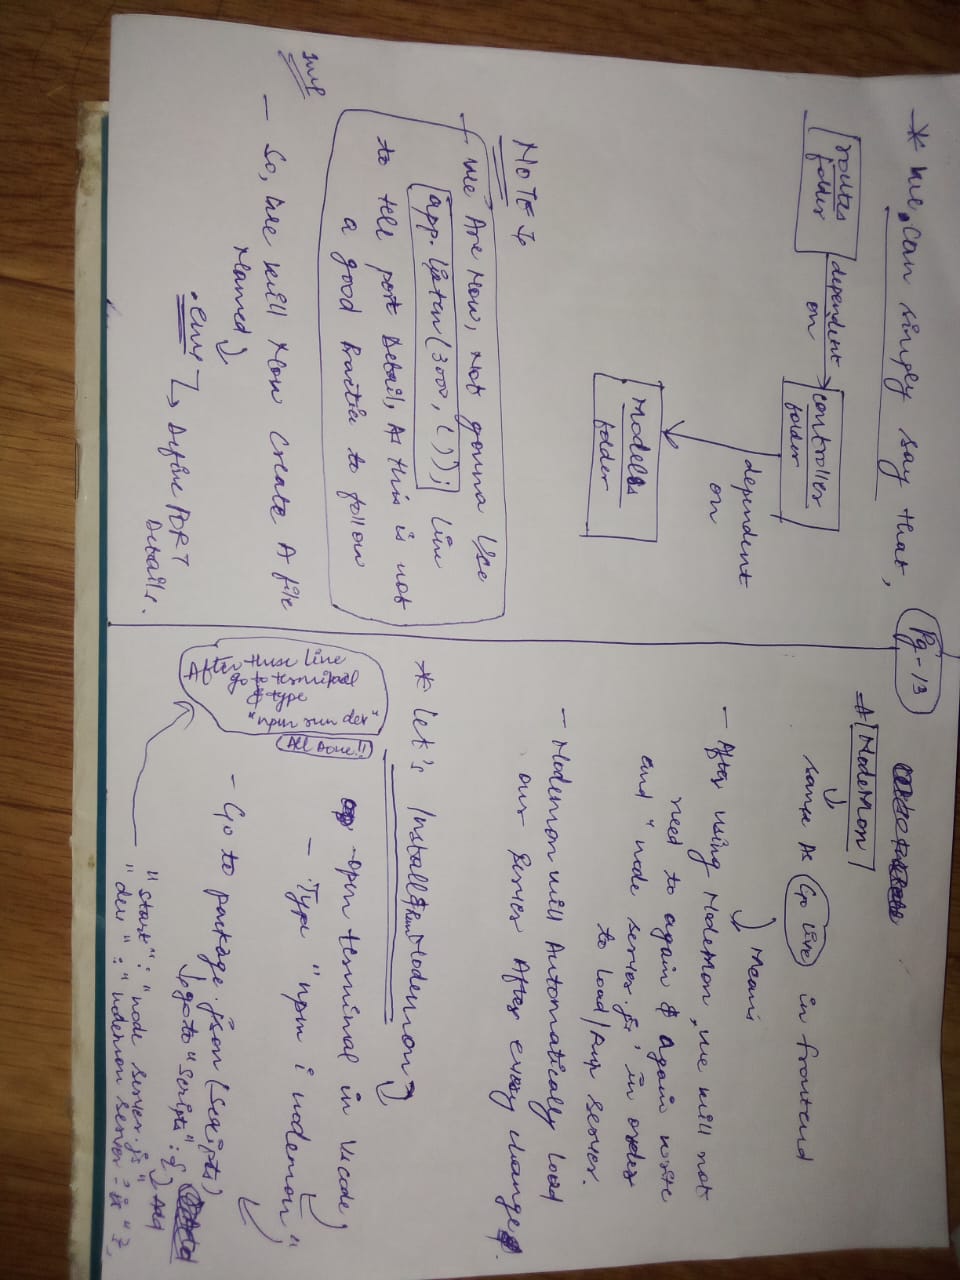 Pg-13
* We can simply say that,
routes
folder
dependent
on
controller
folder
dependent
on
Models
folder
NOTE :-
- We Are Now, Not gonna Use
app.listen(3000, ()); line
to tell port Detail, As this is not
a good Practice to follow
Imp
- So, We will Now Create A file
Named
.env
Define PORT
Details.
* NodeMon
same As Go live in frontend
Means
- After using NodeMon, we will not
need to again & again write
and "node server.js" in order
to load/Run Server.
- Nodemon will Automatically Load
our Server After every change.
* Let's Install & Run Nodemon
- Open terminal in Vscode
- Type "npm i nodemon"
- Go to package.json (Scripts)
go to "Scripts": {
Add
"start": "node server.js"
"dev" : "nodemon server.js" },
After these line
go to terminal
& type
"npm run dev"
All Done!!